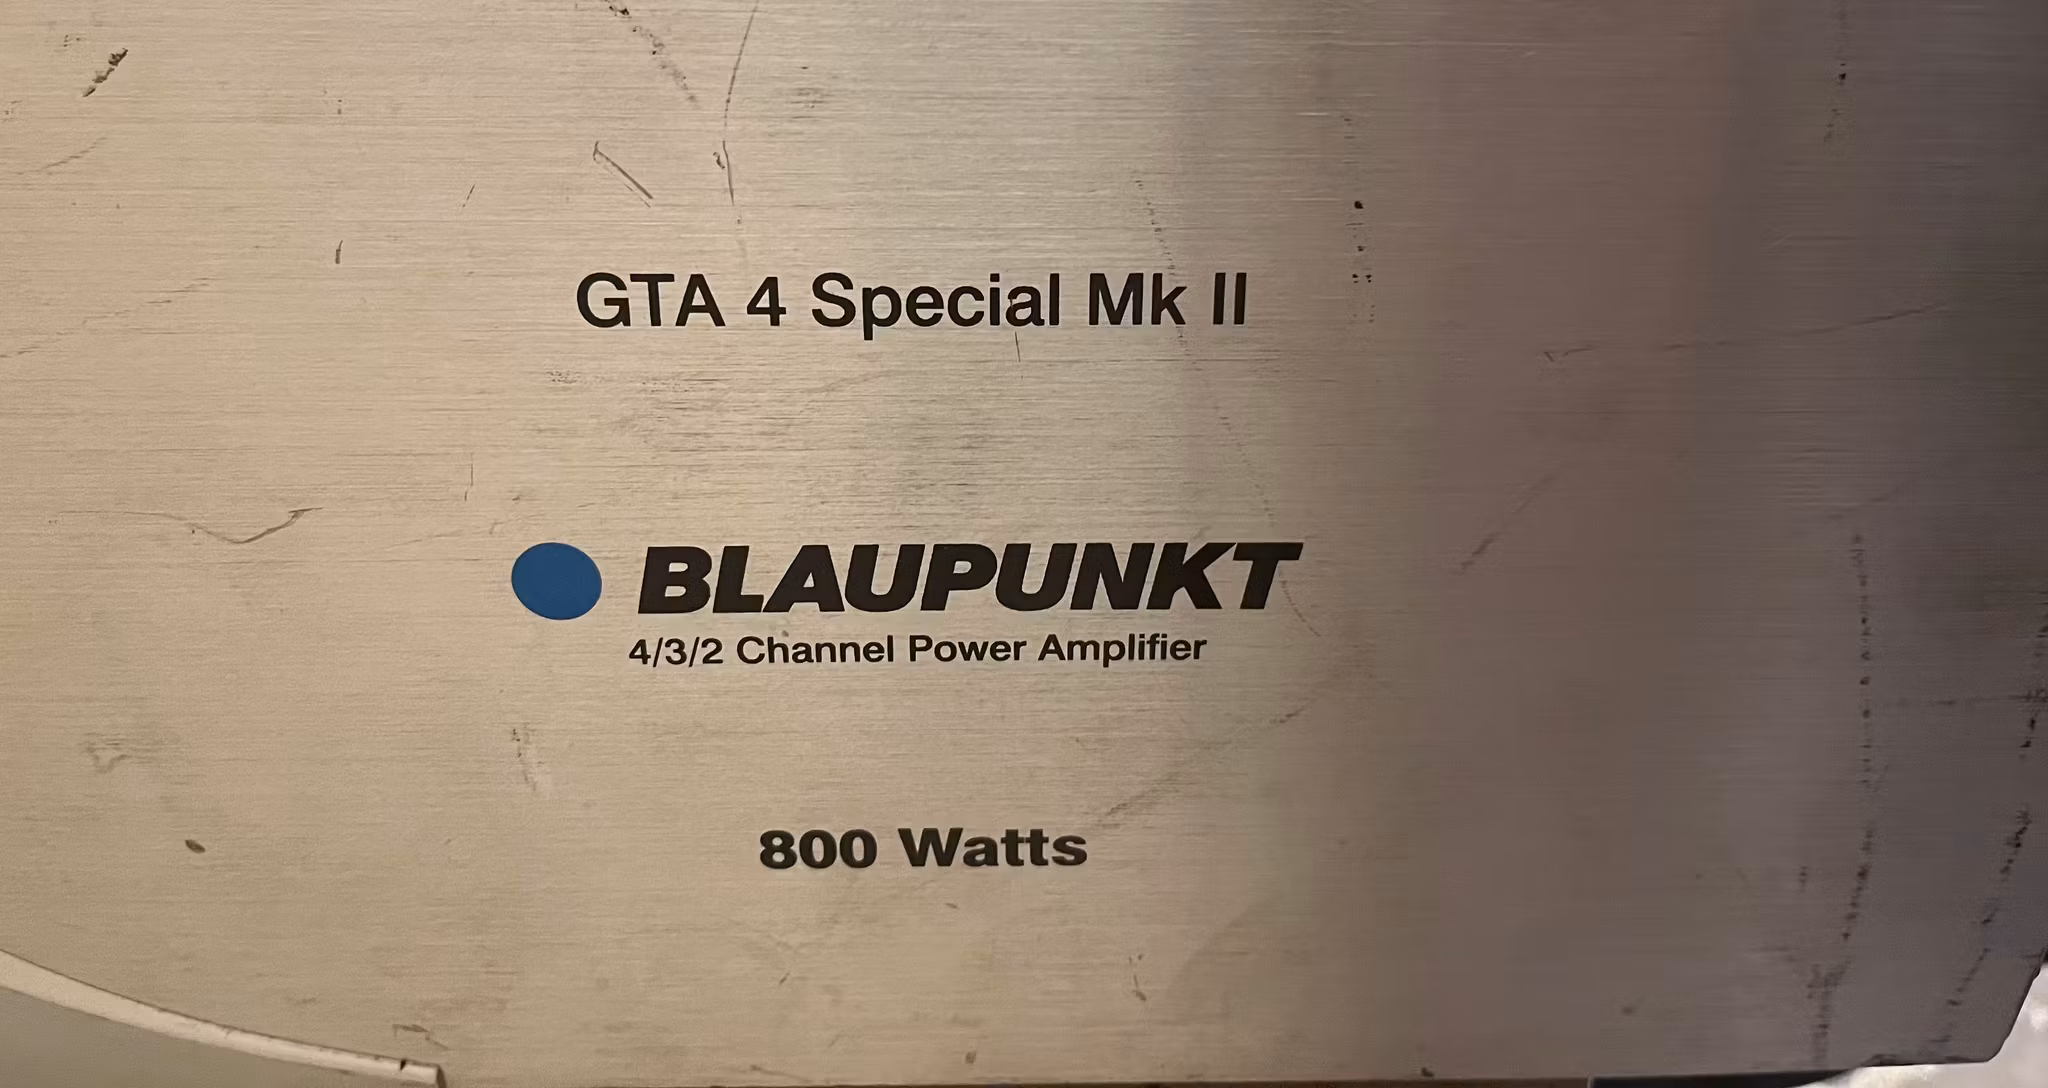 GTA 4 Special Mk II
BLAUPUNKT
4/3/2 Channel Power Amplifier
800 Watts